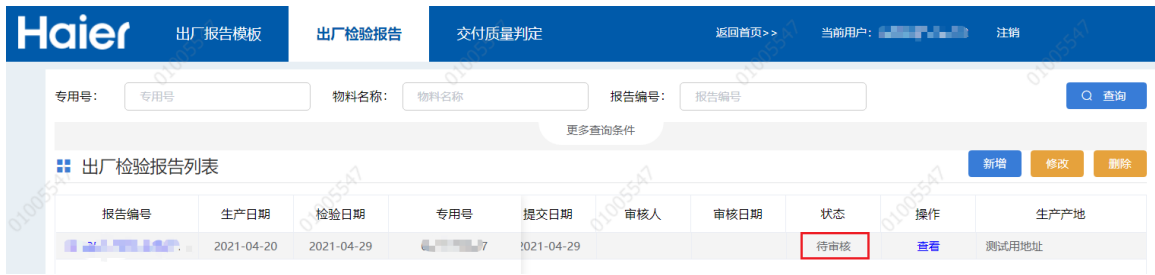 Haier 出厂报告模板 出厂检验报告 交付质量判定 返回首页>> 当前用户: 注销
专用号: 专用号 物料名称: 物料名称 报告编号: 报告编号 查询
更多查询条件
出厂检验报告列表 新增 修改 删除
报告编号 生产日期 检验日期 专用号 提交日期 审核人 审核日期 状态 操作 生产产地
2021-04-20 2021-04-29 7 2021-04-29 待审核 查看 测试用地址
01005547